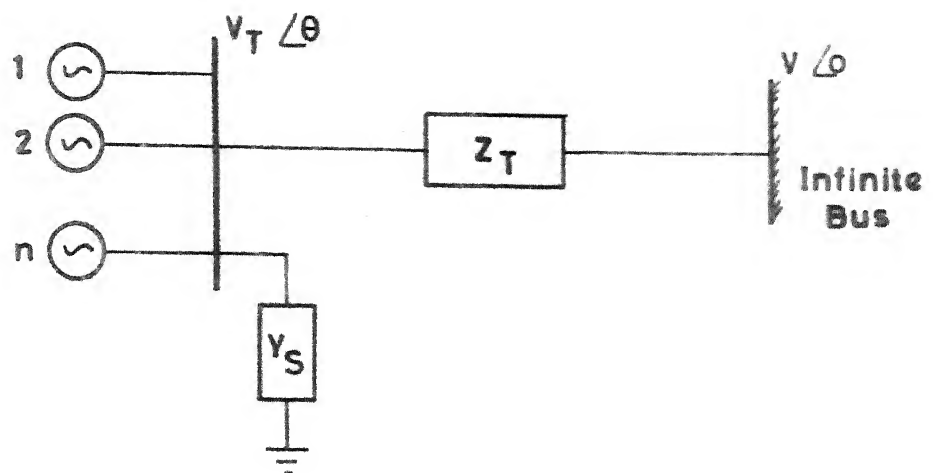 V_T ∠θ
1
2
n
Z_T
Y_S
V ∠0
Infinite
Bus